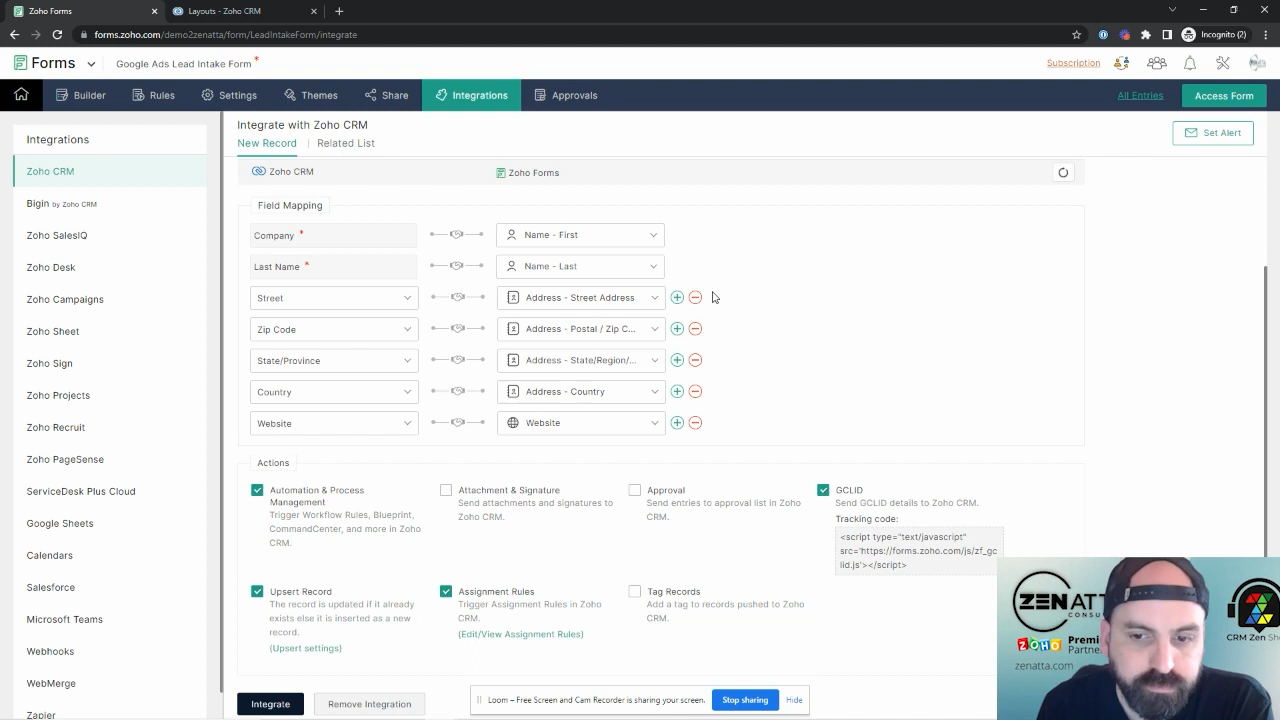 Zoho Forms
Layouts - Zoho CRM
forms.zoho.com/demo2zenatta/form/LeadIntakeForm/integrate
Incognito (2)
Forms
Google Ads Lead Intake Form *
Subscription
Builder
Rules
Settings
Themes
Share
Integrations
Approvals
All Entries
Access Form
Integrations
Zoho CRM
Bigin by Zoho CRM
Zoho SalesIQ
Zoho Desk
Zoho Campaigns
Zoho Sheet
Zoho Sign
Zoho Projects
Zoho Recruit
Zoho PageSense
ServiceDesk Plus Cloud
Google Sheets
Calendars
Salesforce
Microsoft Teams
Webhooks
WebMerge
Zapier
Integrate with Zoho CRM
New Record | Related List
Set Alert
Zoho CRM
Zoho Forms
Field Mapping
Company *
Name - First
Last Name *
Name - Last
Street
Address - Street Address
Zip Code
Address - Postal / Zip C...
State/Province
Address - State/Region/...
Country
Address - Country
Website
Website
Actions
Automation & Process
Management
Trigger Workflow Rules, Blueprint,
CommandCenter, and more in Zoho
CRM.
Attachment & Signature
Send attachments and signatures to
Zoho CRM.
Approval
Send entries to approval list in Zoho
CRM.
GCLID
Send GCLID details to Zoho CRM.
Tracking code:
<script type="text/javascript"
src='https://forms.zoho.com/js/zf_gc
lid.js'></script>
Upsert Record
The record is updated if it already
exists else it is inserted as a new
record.
(Upsert settings)
Assignment Rules
Trigger Assignment Rules in Zoho
CRM.
(Edit/View Assignment Rules)
Tag Records
Add a tag to records pushed to Zoho
CRM.
Integrate
Remove Integration
Loom – Free Screen and Cam Recorder is sharing your screen.
Stop sharing
Hide
ZENATT
CONSU
ZOHO
Premi
Partne
zenatta.com
CRM Zen Sh